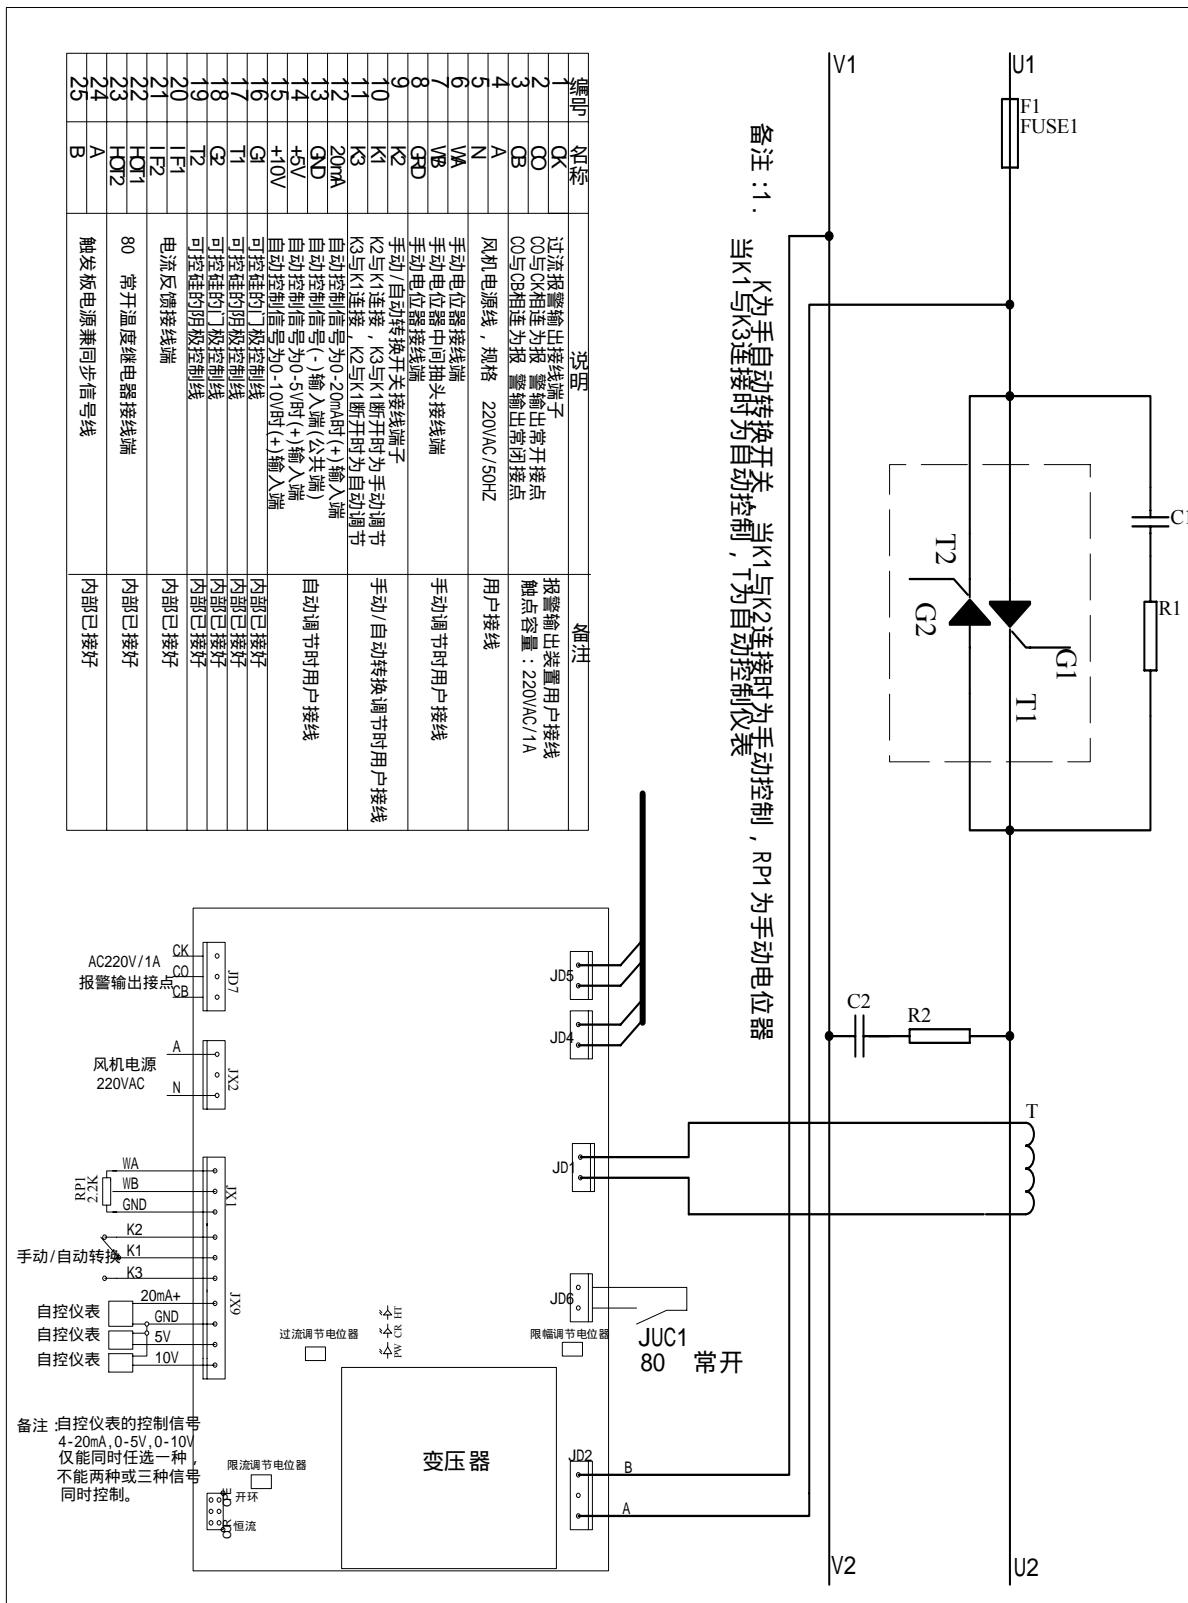 编号 名称 说明 备注
1 CK 过流报警输出接线端子
2 CO CO与CK相连为报 警输出常开接点
3 CB CO与CB相连为报 警输出常闭接点
报警输出装置用户接线
触点容量：220VAC/1A
4 A
5 N
风机电源线，规格 220VAC/50HZ
用户接线
6 WA 手动电位器接线端
7 WB 手动电位器中间抽头接线端
8 GRD 手动电位器接线端
手动调节时用户接线
9 K2 手动/自动转换开关接线端子
10 K1 K2与K1连接，K3与K1断开时为手动调节
11 K3 K3与K1连接，K2与K1断开时为自动调节
手动/自动转换调节时用户接线
12 20mA 自动控制信号为0-20mA时(+)输入端
13 GND 自动控制信号(-)输入端(公共端)
14 +5V 自动控制信号为0-5V时(+)输入端
15 +10V 自动控制信号为0-10V时(+)输入端
自动调节时用户接线
16 G1 可控硅的门极控制线 内部已接好
17 T1 可控硅的阴极控制线 内部已接好
18 G2 可控硅的门极控制线 内部已接好
19 T2 可控硅的阴极控制线 内部已接好
20 IF1
21 IF2
电流反馈接线端 内部已接好
22 HOT1
23 HOT2
80 常开温度继电器接线端 内部已接好
24 A
25 B
触发板电源兼同步信号线 内部已接好
备注：1.
K为手自动转换开关，当K1与K2连接时为手动控制，RP1为手动电位器
当K1与K3连接时为自动控制，T为自动控制仪表
V1
U1
F1
FUSE1
C1
R1
T2
G2
G1
T1
C2
R2
T
V2
U2
AC220V/1A
报警输出接点
CK
CO
CB
JD7
风机电源
220VAC
A
N
JX2
RP1
2.2K
WA
WB
GND
JX1
手动/自动转换
K2
K1
K3
JX9
自控仪表
自控仪表
自控仪表
20mA+
GND
5V
10V
备注：自控仪表的控制信号
4-20mA,0-5V,0-10V
仅能同时任选一种，
不能两种或三种信号
同时控制。
JD5
JD4
JD1
JD6
JUC1
80 常开
过流调节电位器
PW CR HT
限幅调节电位器
变压器
限流调节电位器
OPE 开环
恒流
JD2
B
A